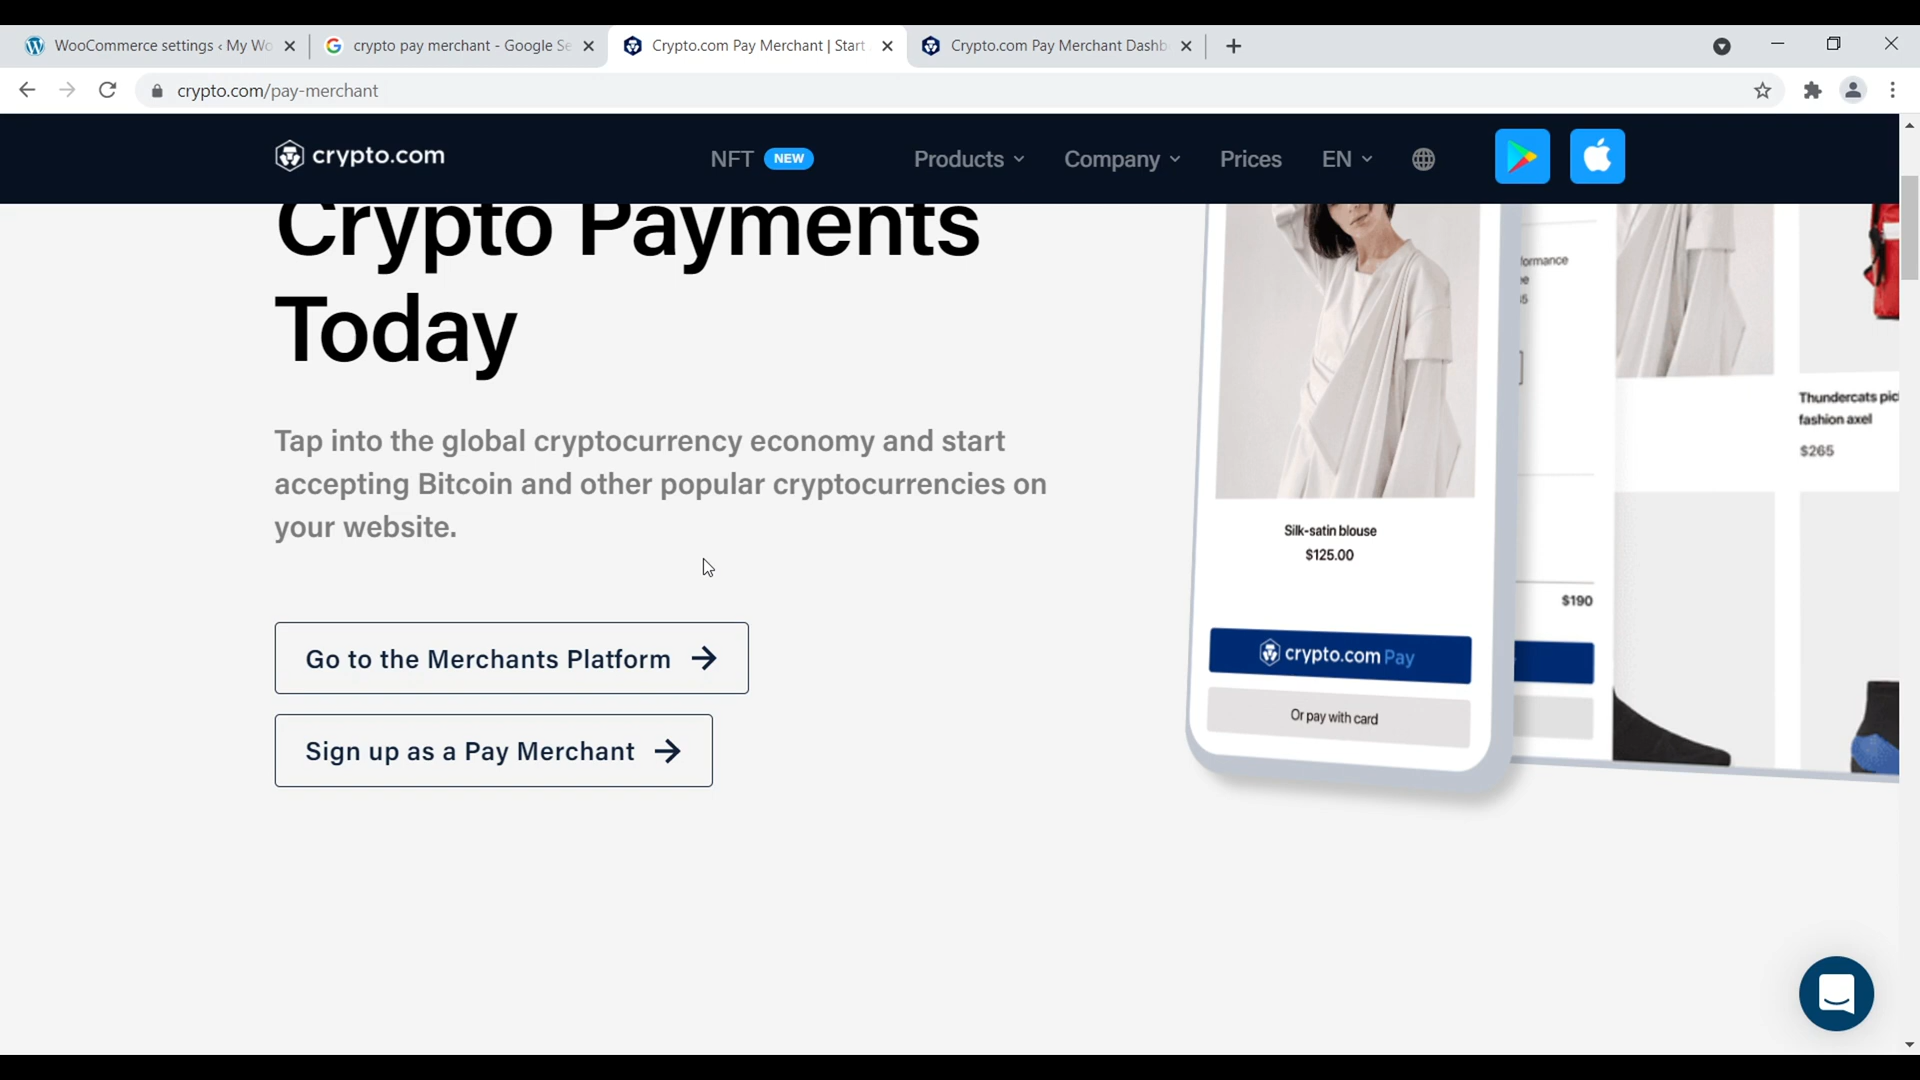 WooCommerce settings ‹ My Wo
crypto pay merchant - Google Se
Crypto.com Pay Merchant | Start
Crypto.com Pay Merchant Dashb
crypto.com/pay-merchant
crypto.com
NFT NEW
Products
Company
Prices
EN
Crypto Payments
Today
Tap into the global cryptocurrency economy and start
accepting Bitcoin and other popular cryptocurrencies on
your website.
Go to the Merchants Platform →
Sign up as a Pay Merchant →
Silk-satin blouse
$125.00
crypto.com Pay
Or pay with card
$190
Thundercats pic
fashion axel
$265